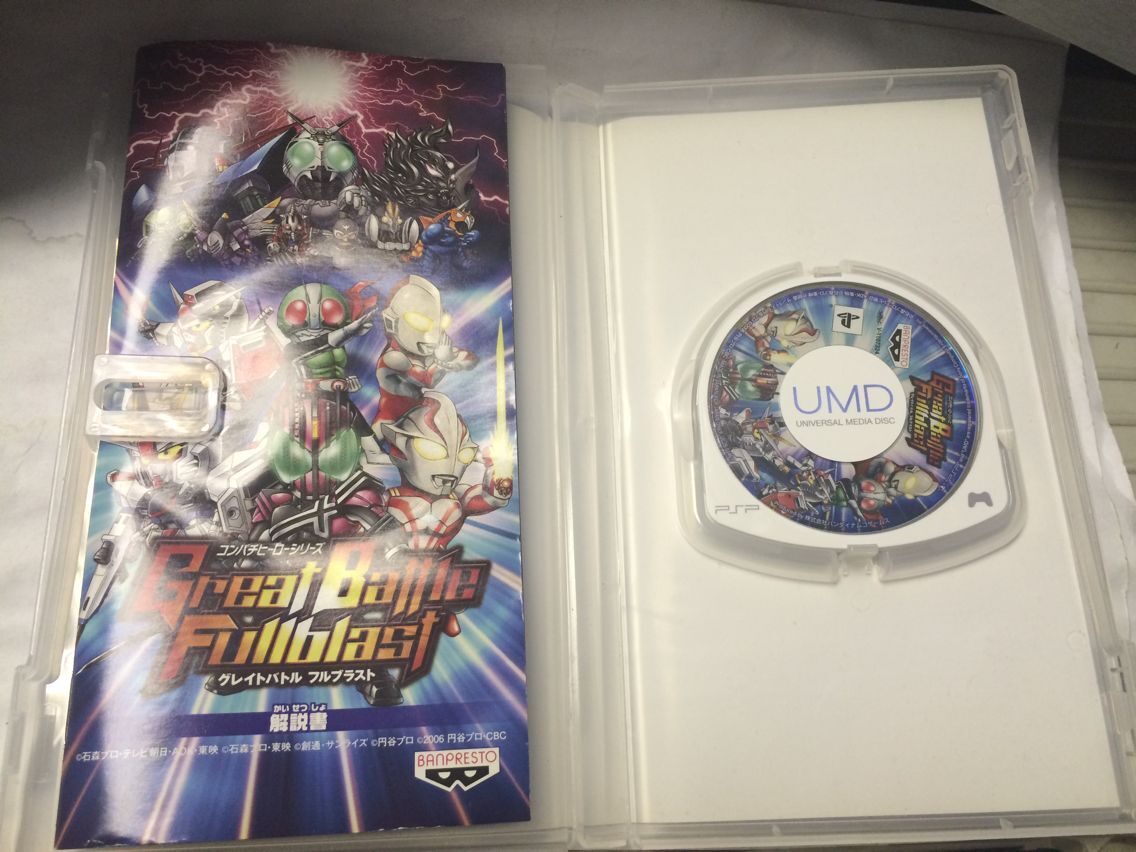 コンパチヒーローシリーズ
Great Battle
Fullblast
グレイトバトル フルブラスト
かいせつしょ
解説書
©石森プロ・テレビ朝日・ADK・東映 ©石森プロ・東映 ©創通・サンライズ ©円谷プロ ©2006 円谷プロ・CBC
BANPRESTO
BANPRESTO
Great Battle
Fullblast
UMD
UNIVERSAL MEDIA DISC
PSP